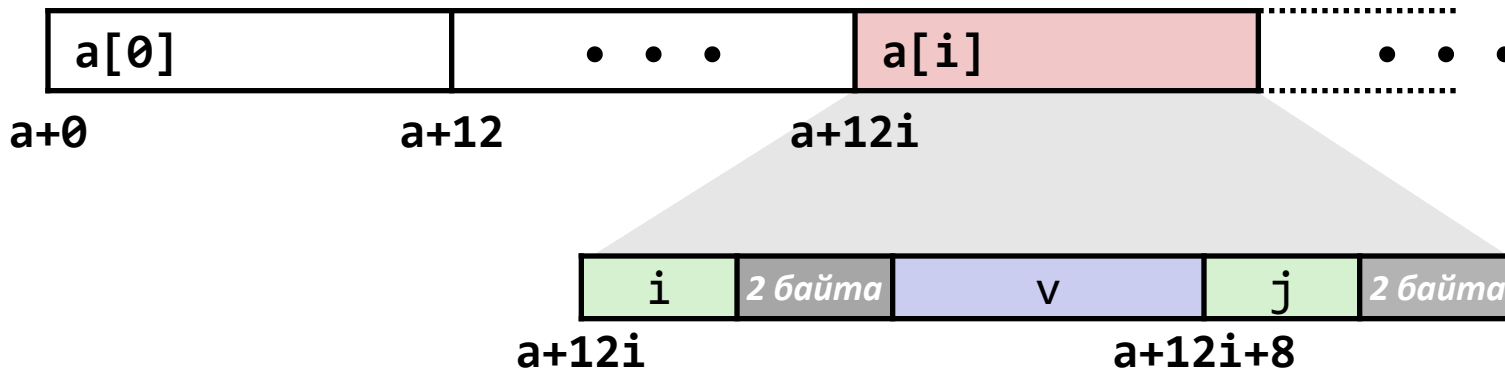 a[0] • • • a[i] • • •
a+0 a+12 a+12i
i 2 байта v j 2 байта
a+12i a+12i+8